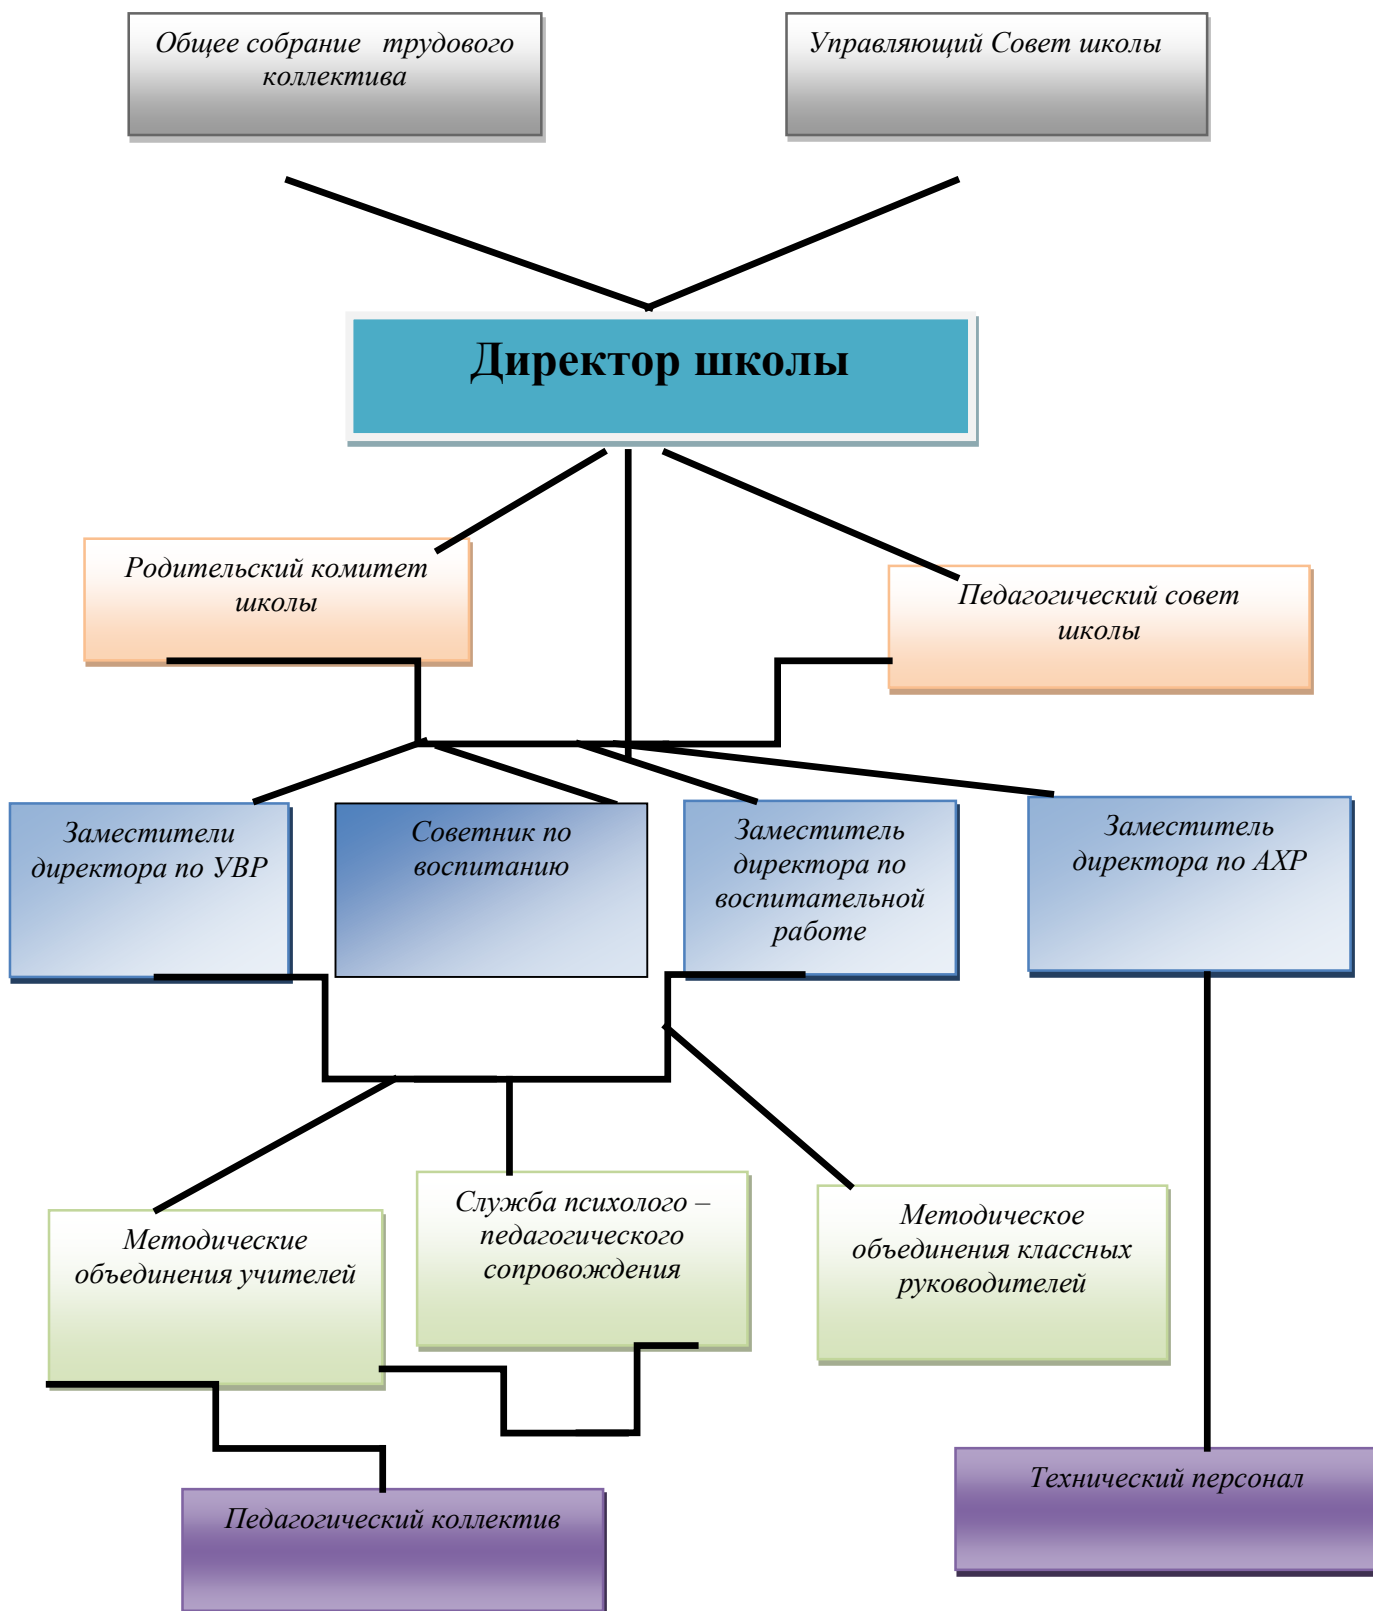 Общее собрание трудового
коллектива
Управляющий Совет школы
Директор школы
Родительский комитет
школы
Педагогический совет
школы
Заместители
директора по УВР
Советник по
воспитанию
Заместитель
директора по
воспитательной
работе
Заместитель
директора по АХР
Методические
объединения учителей
Служба психолого –
педагогического
сопровождения
Методическое
объединения классных
руководителей
Педагогический коллектив
Технический персонал